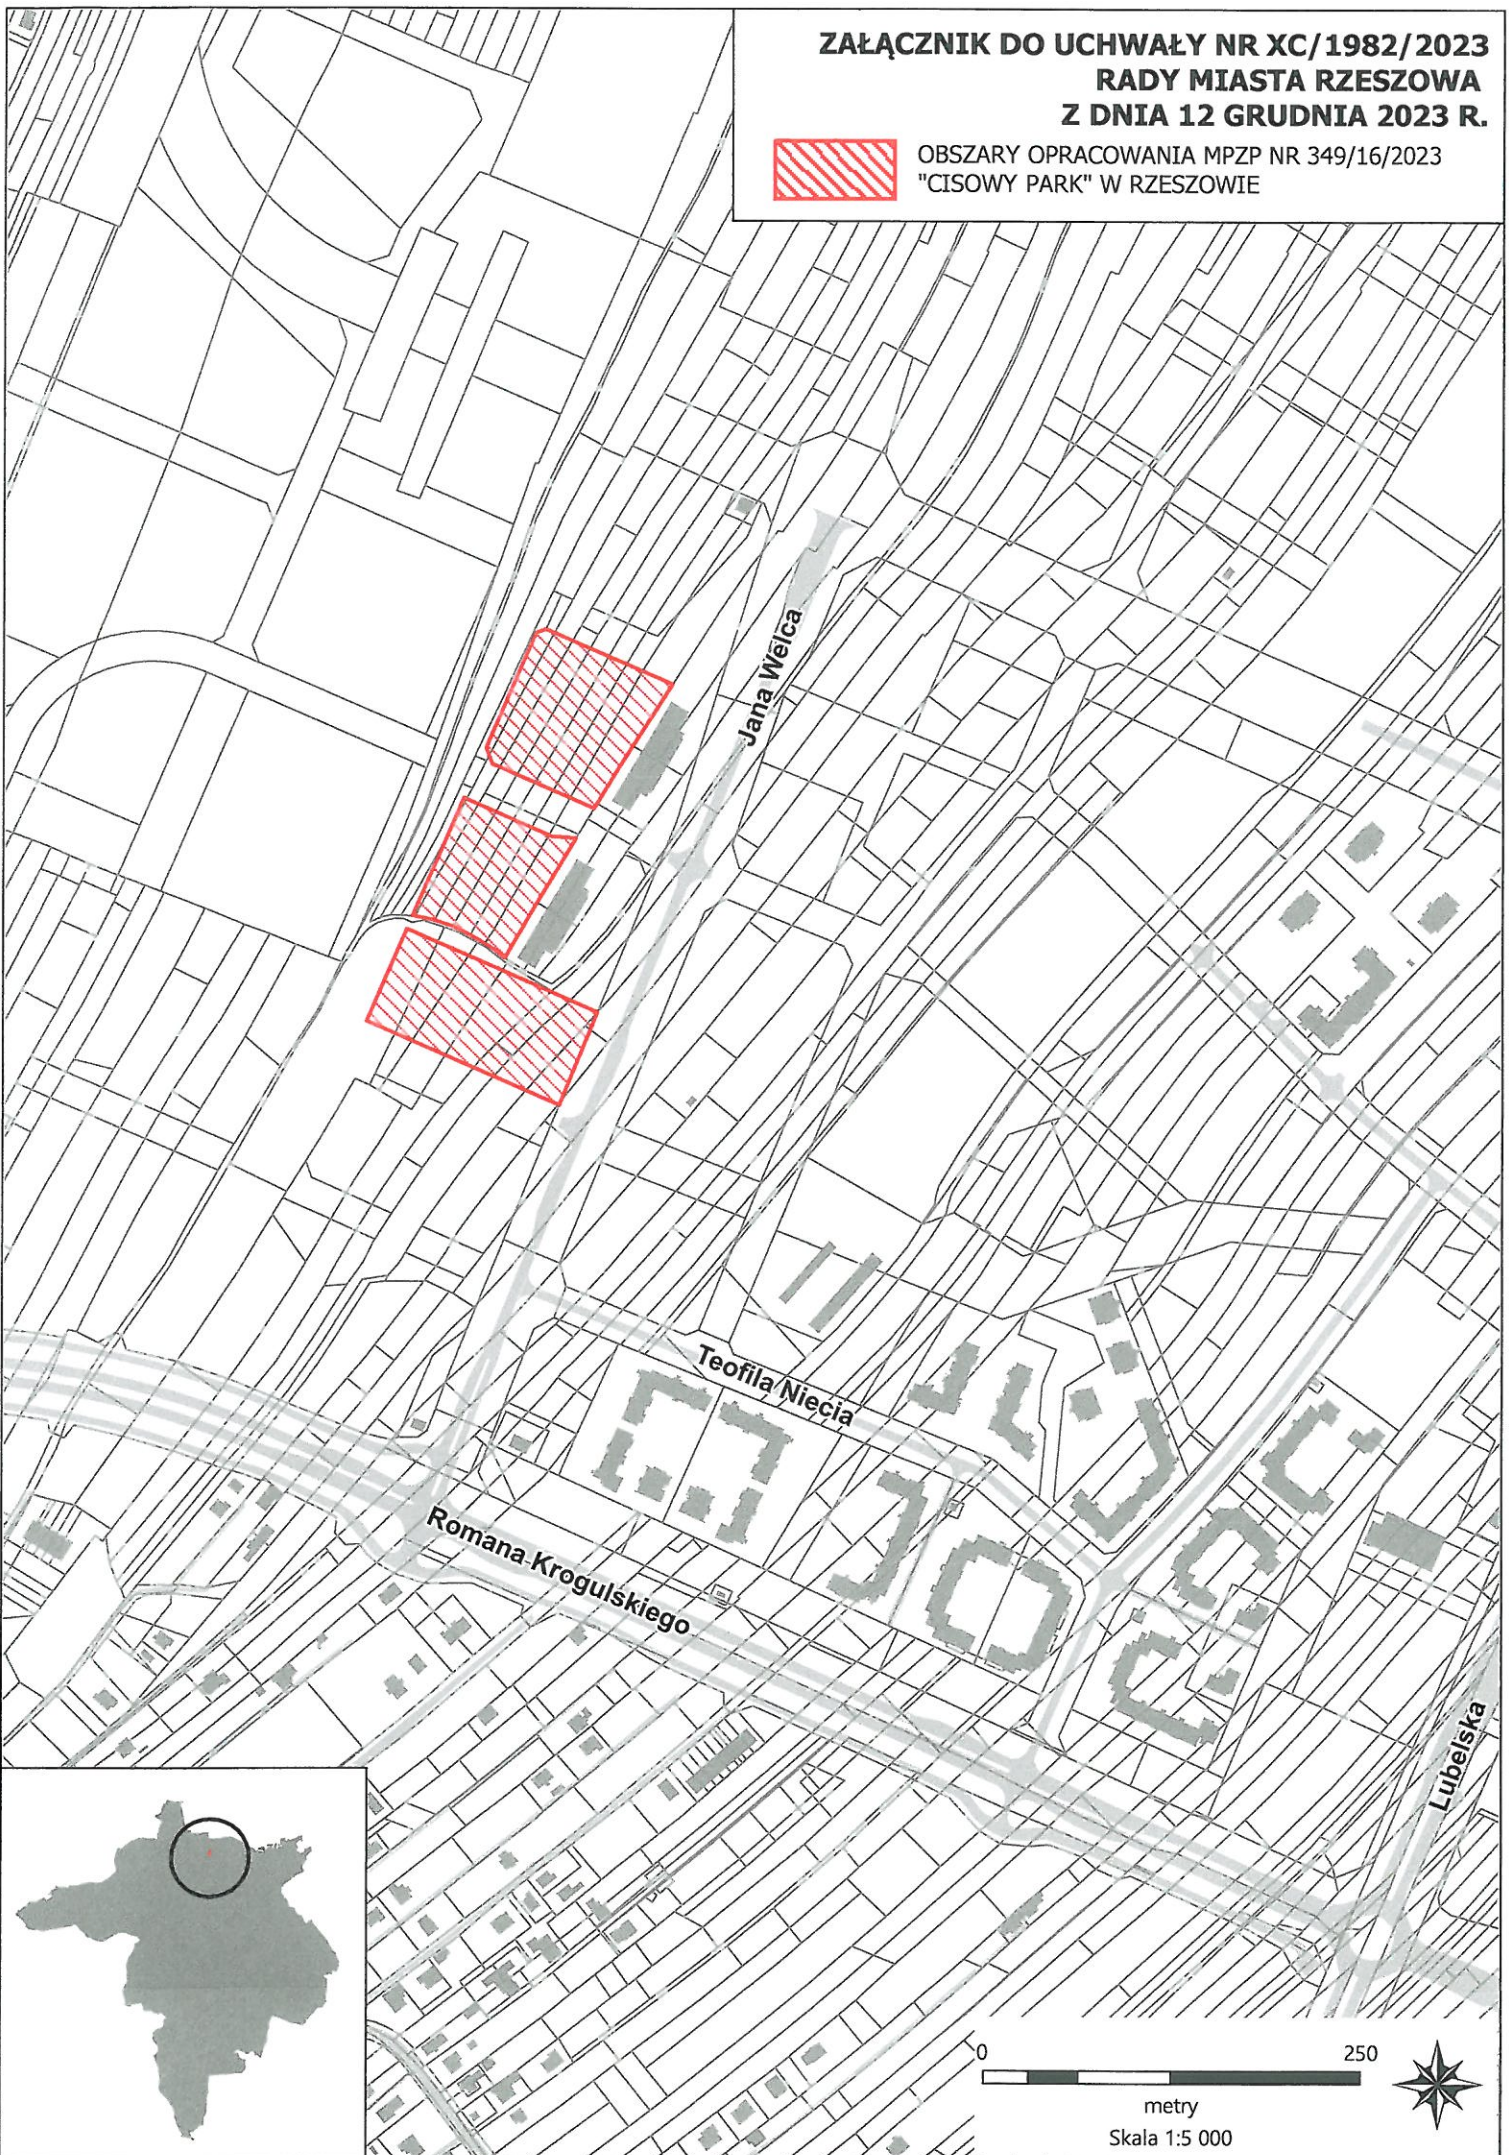 ZAŁĄCZNIK DO UCHWAŁY NR XC/1982/2023
RADY MIASTA RZESZOWA
Z DNIA 12 GRUDNIA 2023 R.
OBSZARY OPRACOWANIA MPZP NR 349/16/2023
"CISOWY PARK" W RZESZOWIE
Jana Welca
Teofila Niecia
Romana Krogulskiego
Lubelska
0
250
metry
Skala 1:5 000